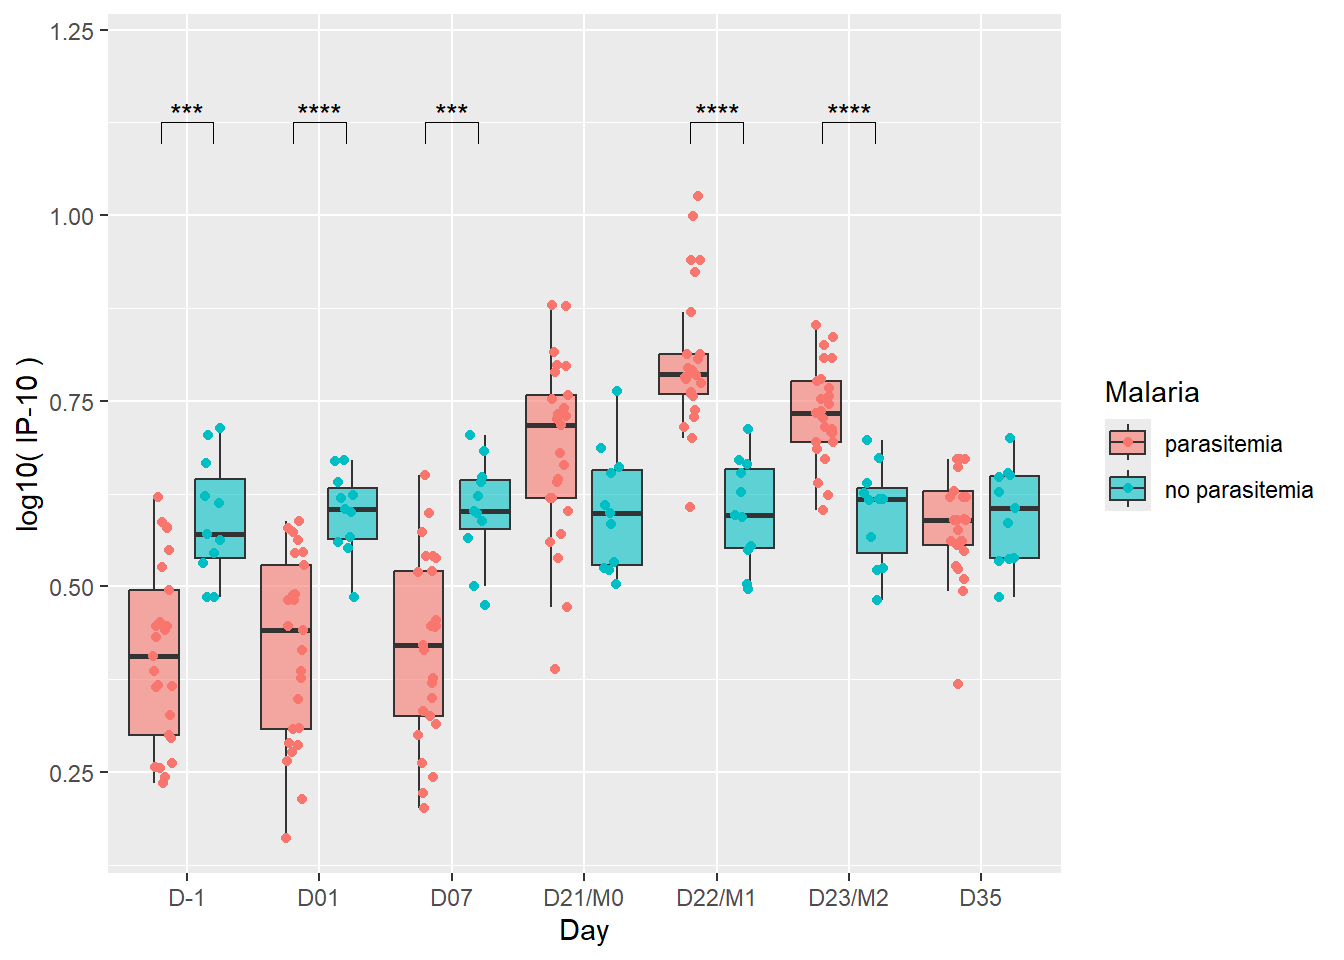 1.25
*** **** *** **** ****
1.00
0.75
0.50
0.25
log10( IP-10 )
D-1 D01 D07 D21/M0 D22/M1 D23/M2 D35
Day
Malaria
parasitemia
no parasitemia